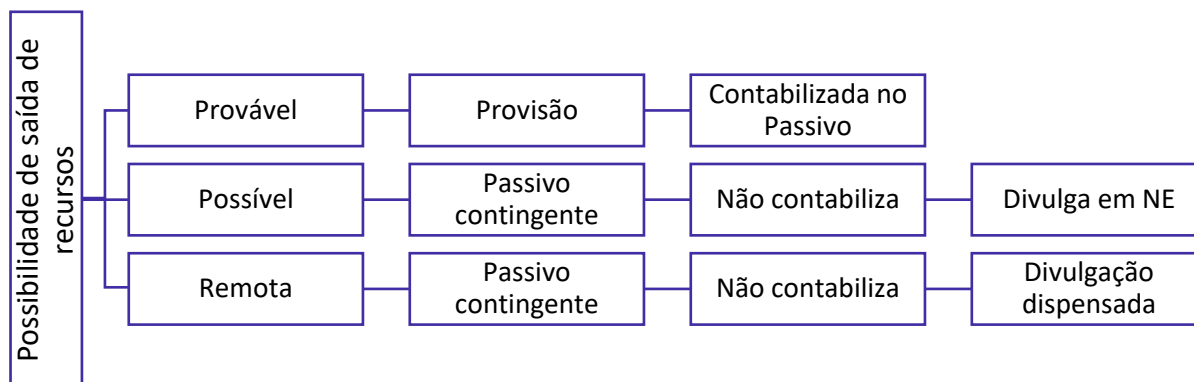 Possibilidade de saída de
recursos
Provável
Provisão
Contabilizada no
Passivo
Possível
Passivo
contingente
Não contabiliza
Divulga em NE
Remota
Passivo
contingente
Não contabiliza
Divulgação
dispensada